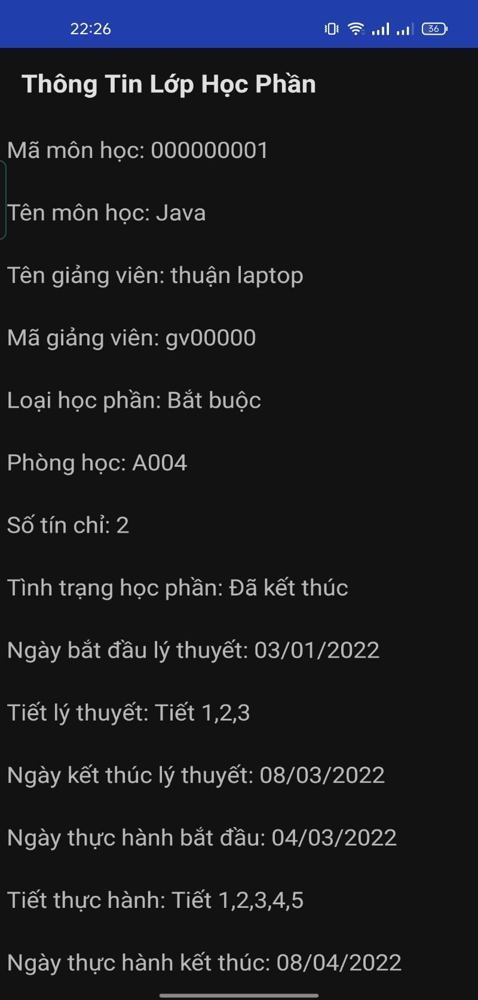 22:26
36
Thông Tin Lớp Học Phần
Mã môn học: 000000001
Tên môn học: Java
Tên giảng viên: thuận laptop
Mã giảng viên: gv00000
Loại học phần: Bắt buộc
Phòng học: A004
Số tín chỉ: 2
Tình trạng học phần: Đã kết thúc
Ngày bắt đầu lý thuyết: 03/01/2022
Tiết lý thuyết: Tiết 1,2,3
Ngày kết thúc lý thuyết: 08/03/2022
Ngày thực hành bắt đầu: 04/03/2022
Tiết thực hành: Tiết 1,2,3,4,5
Ngày thực hành kết thúc: 08/04/2022